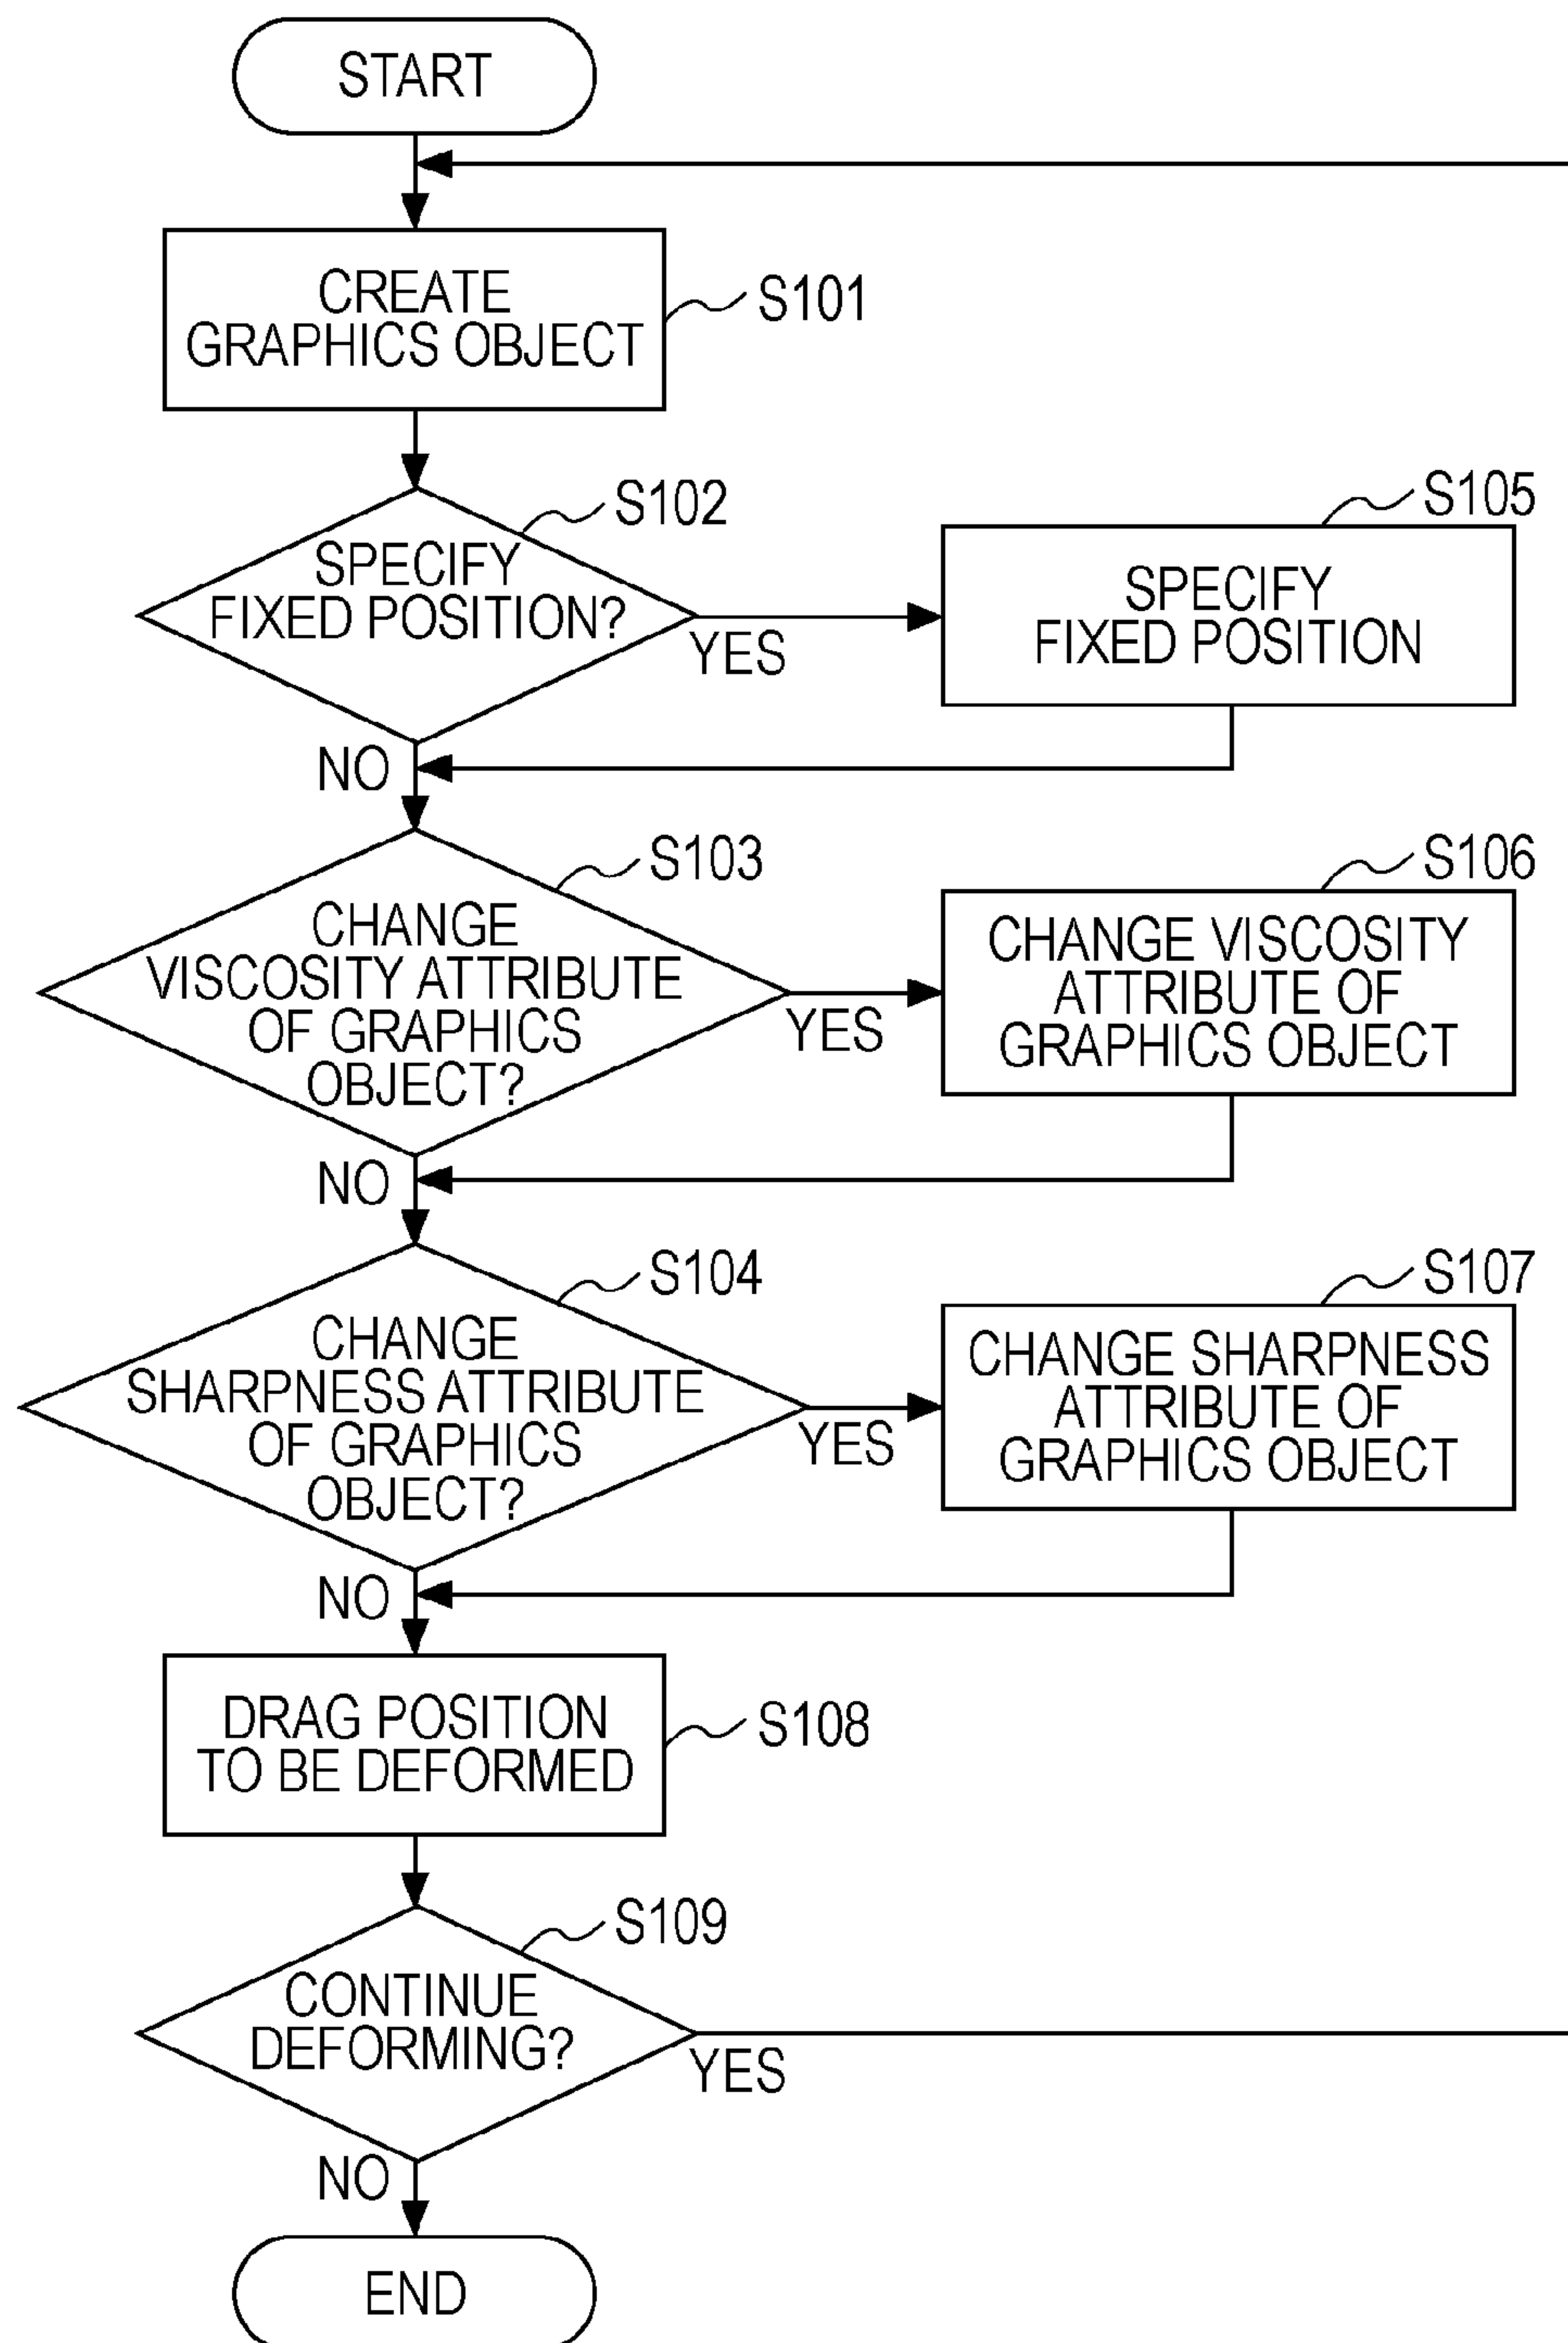 START
CREATE
GRAPHICS OBJECT
S101
S102
SPECIFY
FIXED POSITION?
YES
NO
S105
SPECIFY
FIXED POSITION
S103
CHANGE
VISCOSITY ATTRIBUTE
OF GRAPHICS
OBJECT?
YES
NO
S106
CHANGE VISCOSITY
ATTRIBUTE OF
GRAPHICS OBJECT
S104
CHANGE
SHARPNESS ATTRIBUTE
OF GRAPHICS
OBJECT?
YES
NO
S107
CHANGE SHARPNESS
ATTRIBUTE OF
GRAPHICS OBJECT
DRAG POSITION
TO BE DEFORMED
S108
S109
CONTINUE
DEFORMING?
YES
NO
END